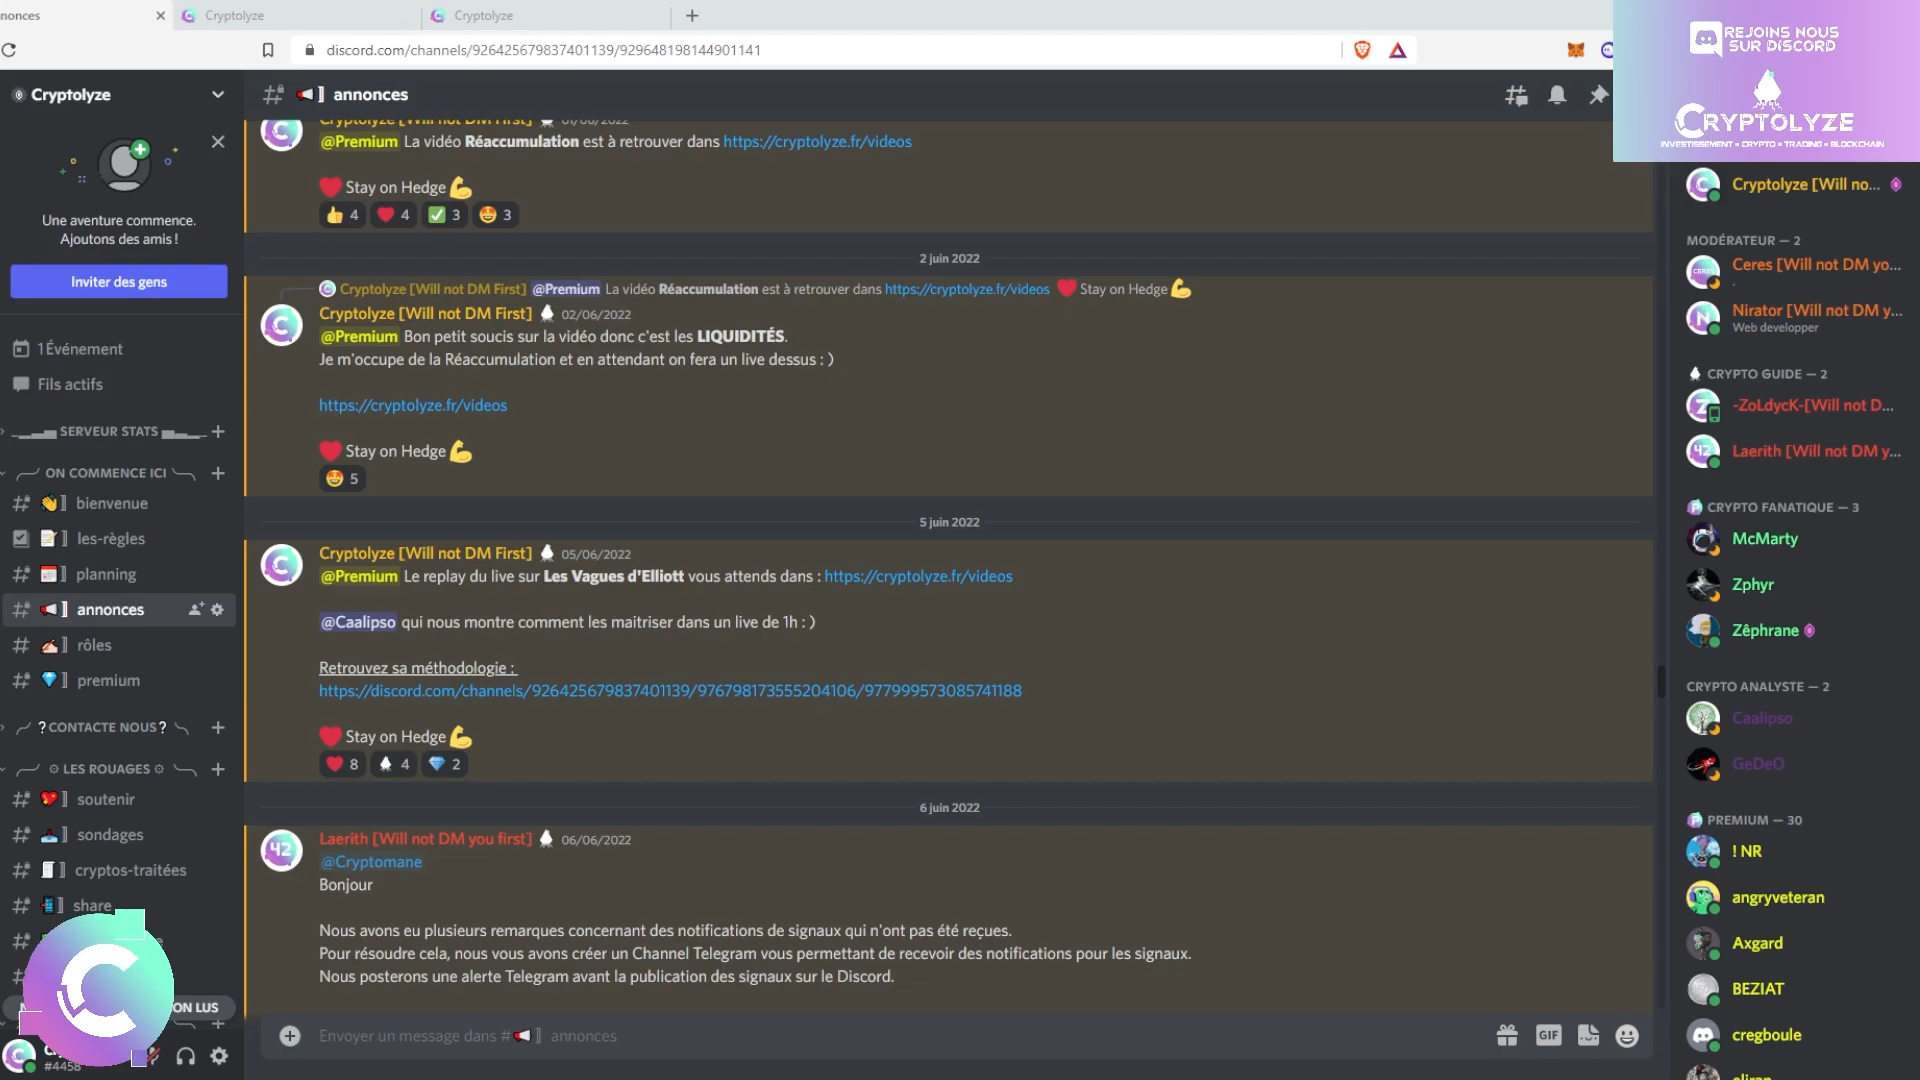 nonces
Cryptolyze
Cryptolyze
discord.com/channels/926425679837401139/929648198144901141
REJOINS NOUS
SUR DISCORD
CRYPTOLYZE
INVESTISSEMENT • CRYPTO • TRADING • BLOCKCHAIN
Cryptolyze
Une aventure commence.
Ajoutons des amis !
Inviter des gens
1 Événement
Fils actifs
SERVEUR STATS
ON COMMENCE ICI
bienvenue
les-règles
planning
annonces
rôles
premium
?CONTACTE NOUS?
LES ROUAGES
soutenir
sondages
cryptos-traitées
share
ON LUS
#4458
annonces
Cryptolyze [Will not DM First] 01/06/2022
@Premium La vidéo Réaccumulation est à retrouver dans https://cryptolyze.fr/videos
Stay on Hedge
4 4 3 3
2 juin 2022
Cryptolyze [Will not DM First] @Premium La vidéo Réaccumulation est à retrouver dans https://cryptolyze.fr/videos Stay on Hedge
Cryptolyze [Will not DM First] 02/06/2022
@Premium Bon petit soucis sur la vidéo donc c'est les LIQUIDITÉS.
Je m'occupe de la Réaccumulation et en attendant on fera un live dessus : )
https://cryptolyze.fr/videos
Stay on Hedge
5
5 juin 2022
Cryptolyze [Will not DM First] 05/06/2022
@Premium Le replay du live sur Les Vagues d'Elliott vous attends dans : https://cryptolyze.fr/videos
@Caalipso qui nous montre comment les maitriser dans un live de 1h : )
Retrouvez sa méthodologie :
https://discord.com/channels/926425679837401139/976798173555204106/977999573085741188
Stay on Hedge
8 4 2
6 juin 2022
42
Laerith [Will not DM you first] 06/06/2022
@Cryptomane
Bonjour
Nous avons eu plusieurs remarques concernant des notifications de signaux qui n'ont pas été reçues.
Pour résoudre cela, nous vous avons créer un Channel Telegram vous permettant de recevoir des notifications pour les signaux.
Nous posterons une alerte Telegram avant la publication des signaux sur le Discord.
Envoyer un message dans # annonces
GIF
Cryptolyze [Will no...
MODÉRATEUR — 2
Ceres [Will not DM yo...
.
Nirator [Will not DM y...
Web developper
CRYPTO GUIDE — 2
-ZoLdycK-[Will not D...
42
Laerith [Will not DM y...
CRYPTO FANATIQUE — 3
McMarty
Zphyr
Zêphrane
CRYPTO ANALYSTE — 2
Caalipso
GeDeO
PREMIUM — 30
! NR
angryveteran
Axgard
BEZIAT
cregboule